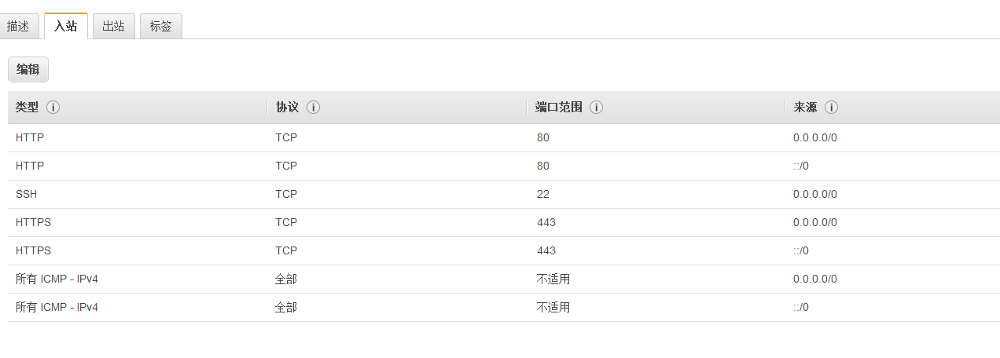 描述 入站 出站 标签
编辑
类型 协议 端口范围 来源
HTTP TCP 80 0.0.0.0/0
HTTP TCP 80 ::/0
SSH TCP 22 0.0.0.0/0
HTTPS TCP 443 0.0.0.0/0
HTTPS TCP 443 ::/0
所有 ICMP - IPv4 全部 不适用 0.0.0.0/0
所有 ICMP - IPv4 全部 不适用 ::/0